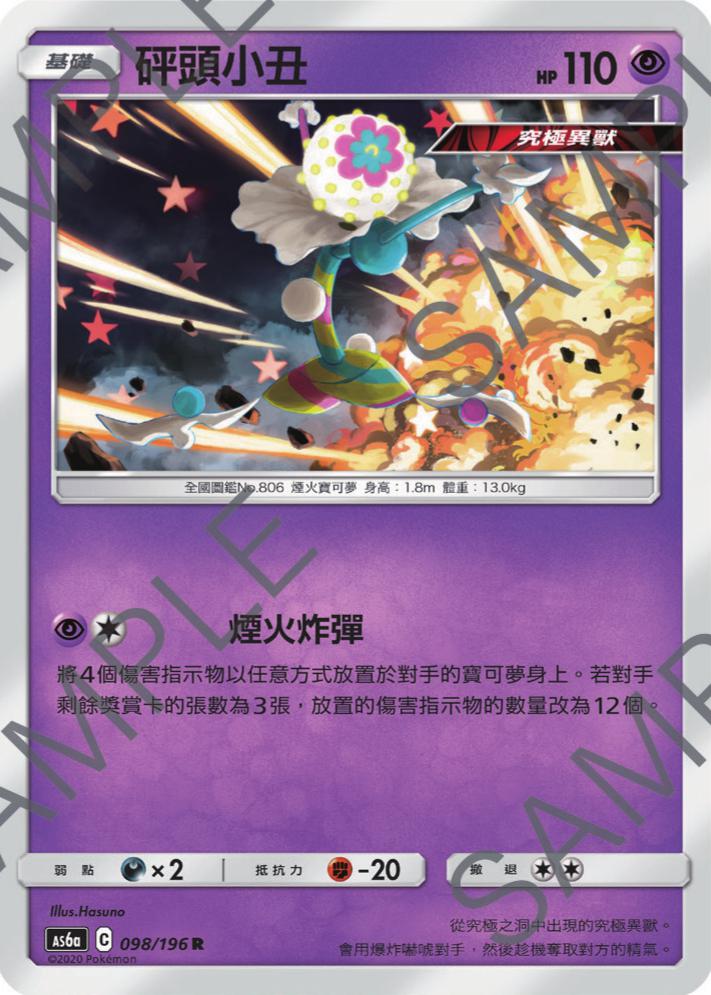 基礎 砰頭小丑 HP 110
究極異獸
全國圖鑑No.806 煙火寶可夢 身高：1.8m 體重：13.0kg
煙火炸彈
將4個傷害指示物以任意方式放置於對手的寶可夢身上。若對手
剩餘獎賞卡的張數為3張，放置的傷害指示物的數量改為12個。
弱點 ×2 抵抗力 -20 撤退
Illus.Hasuno
AS6a C 098/196 R
©2020 Pokémon
從究極之洞中出現的究極異獸。
會用爆炸嚇唬對手，然後趁機奪取對方的精氣。
SAMPLE
SAMPLE
SAMPLE
SAMPLE
SAMPLE